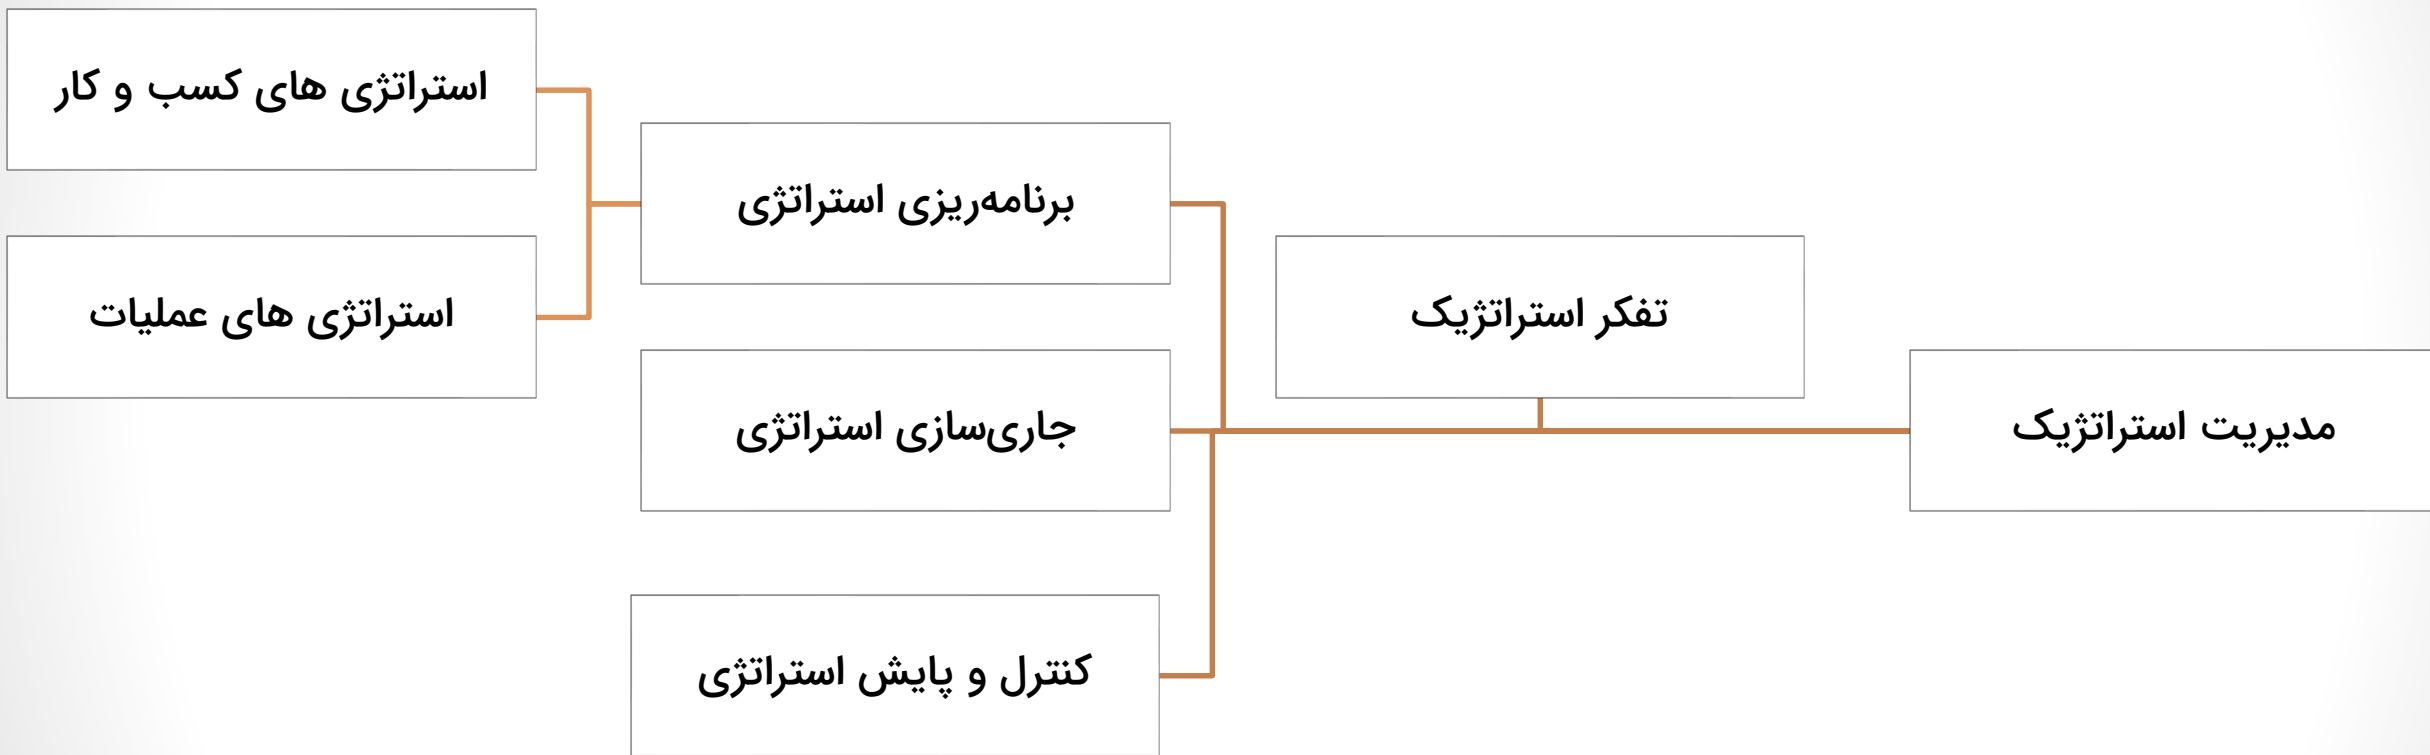 مدیریت استراتژیک
تفکر استراتژیک
برنامه‌ریزی استراتژی
جاری‌سازی استراتژی
کنترل و پایش استراتژی
استراتژی های کسب و کار
استراتژی های عملیات